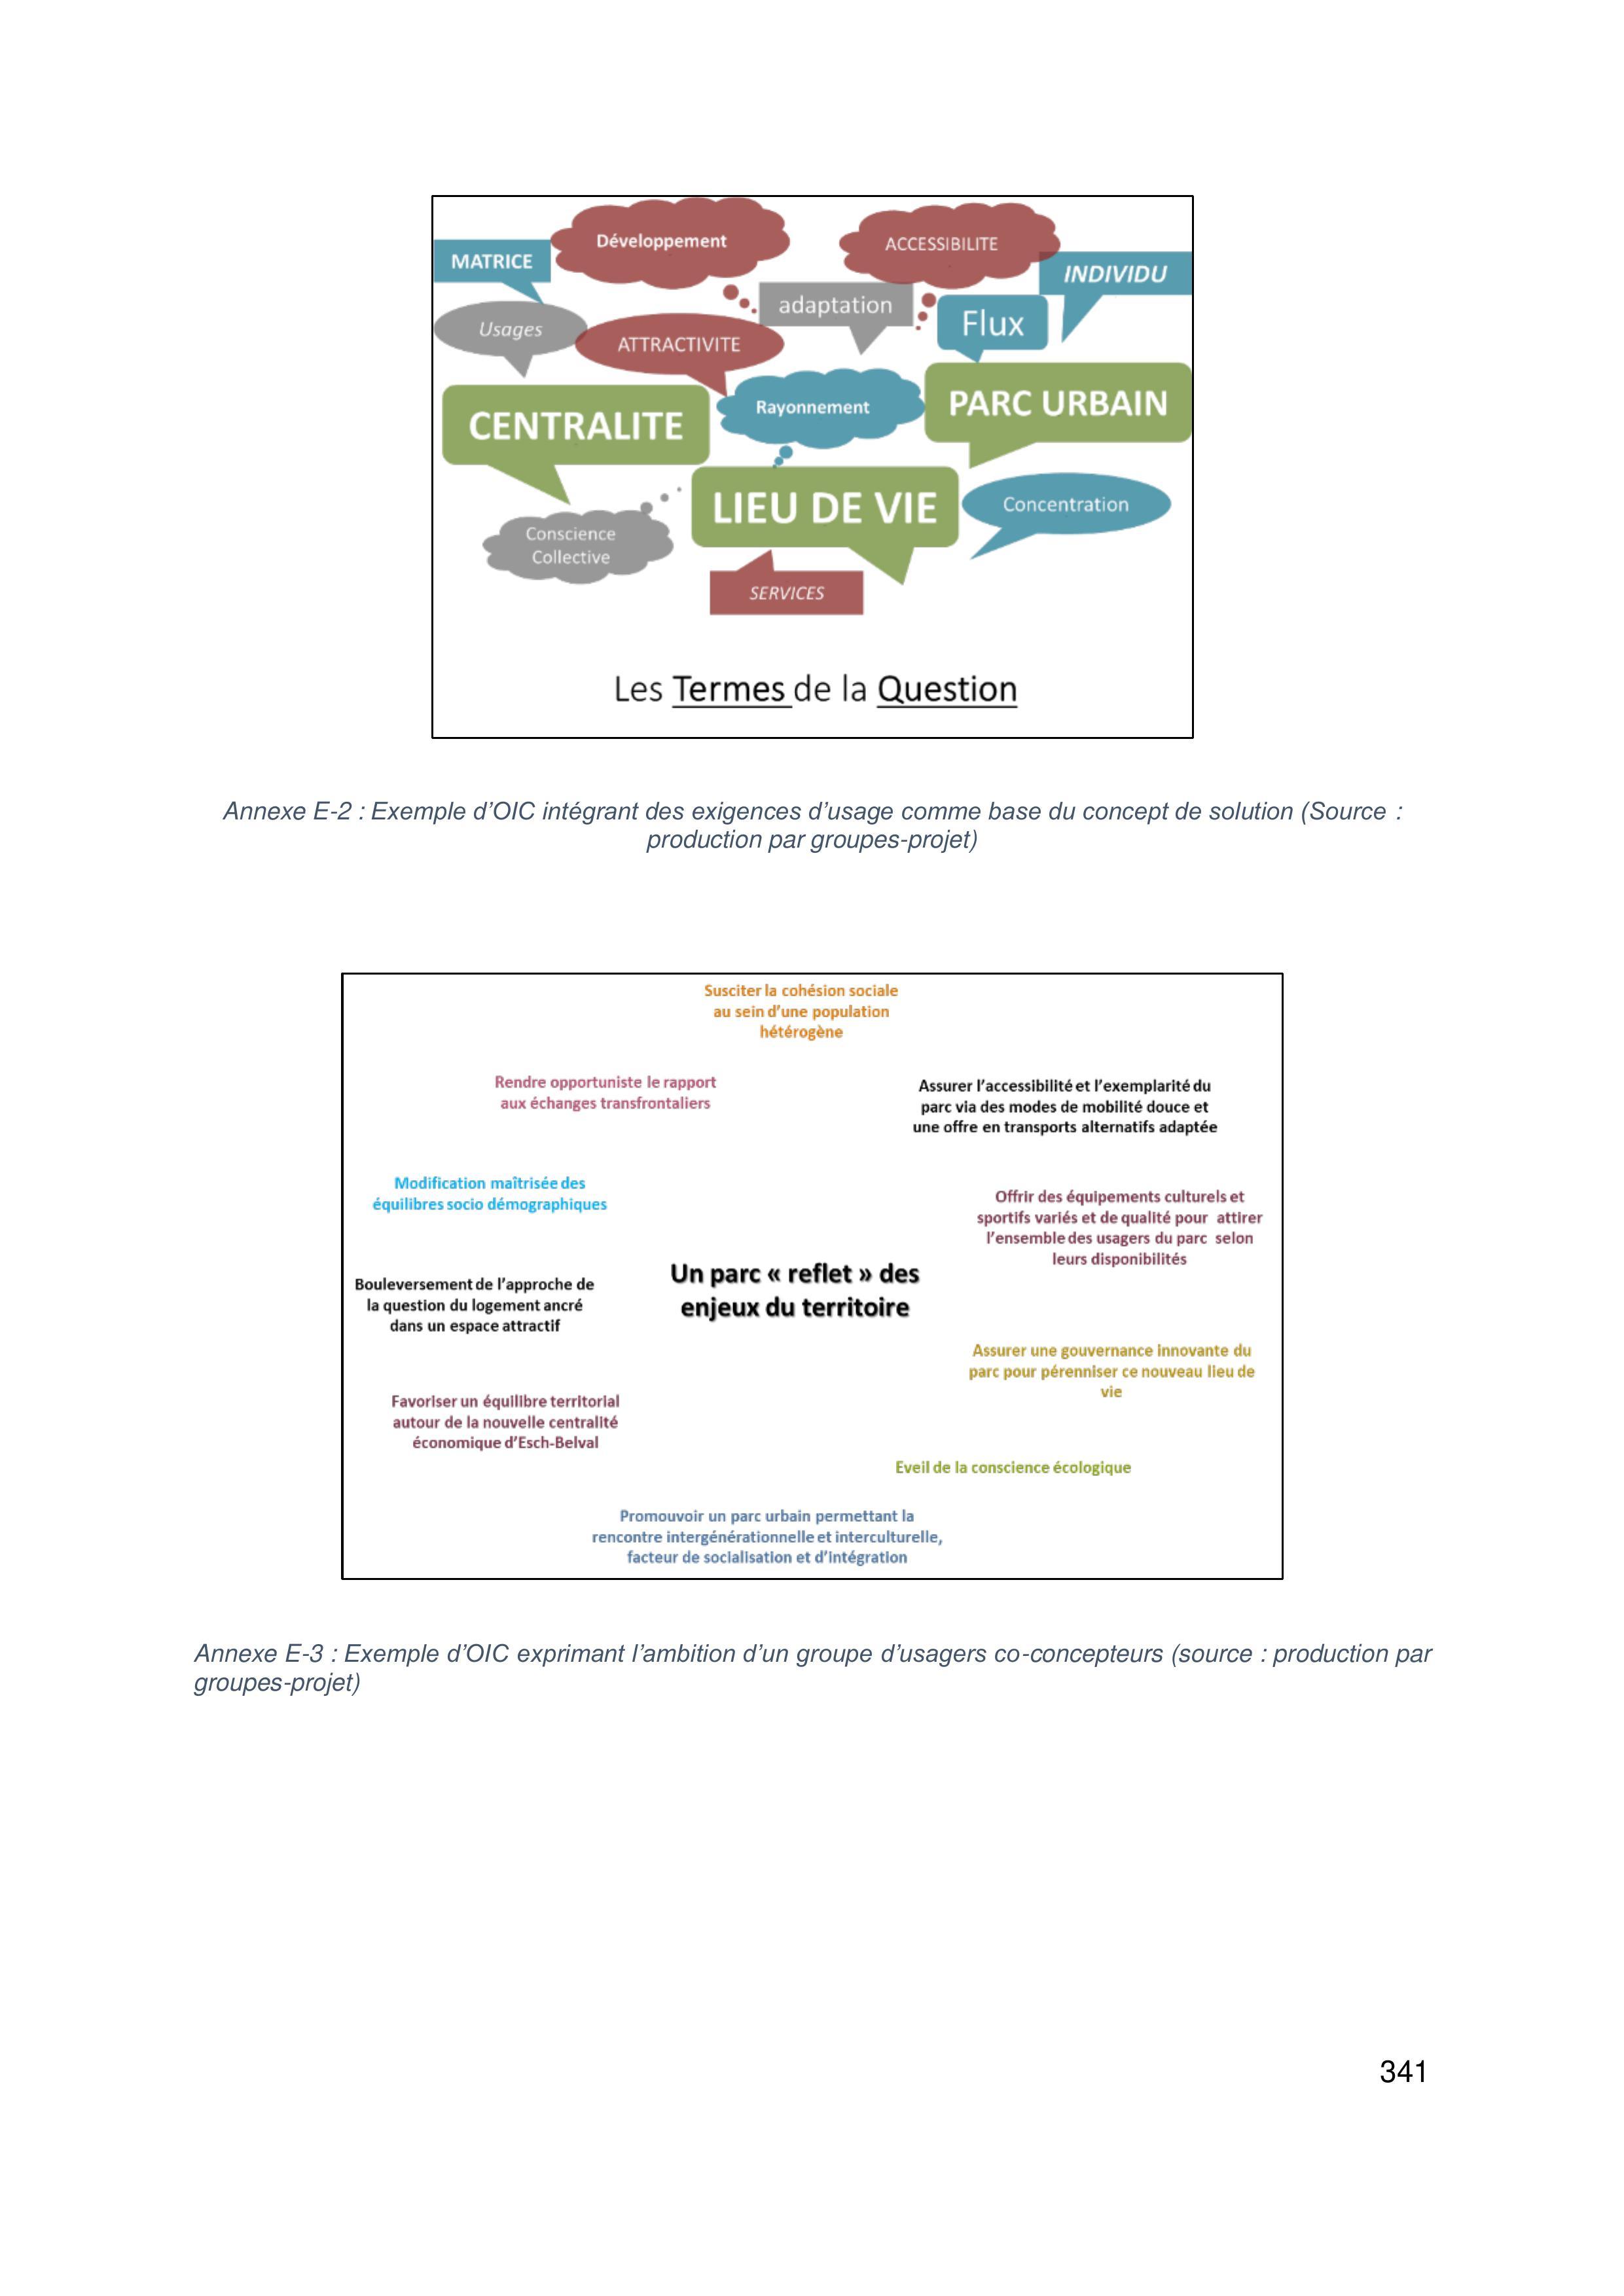 Développement
ACCESSIBILITE
MATRICE
INDIVIDU
adaptation
Usages
Flux
ATTRACTIVITE
CENTRALITE
Rayonnement
PARC URBAIN
LIEU DE VIE
Concentration
Conscience
Collective
SERVICES
Les Termes de la Question
Annexe E-2 : Exemple d’OIC intégrant des exigences d’usage comme base du concept de solution (Source :
production par groupes-projet)
Susciter la cohésion sociale
au sein d’une population
hétérogène
Rendre opportuniste le rapport
aux échanges transfrontaliers
Assurer l’accessibilité et l’exemplarité du
parc via des modes de mobilité douce et
une offre en transports alternatifs adaptée
Modification maîtrisée des
équilibres socio démographiques
Offrir des équipements culturels et
sportifs variés et de qualité pour attirer
l’ensemble des usagers du parc selon
leurs disponibilités
Un parc « reflet » des
enjeux du territoire
Bouleversement de l’approche de
la question du logement ancré
dans un espace attractif
Assurer une gouvernance innovante du
parc pour pérenniser ce nouveau lieu de
vie
Favoriser un équilibre territorial
autour de la nouvelle centralité
économique d’Esch-Belval
Eveil de la conscience écologique
Promouvoir un parc urbain permettant la
rencontre intergénérationnelle et interculturelle,
facteur de socialisation et d’intégration
Annexe E-3 : Exemple d’OIC exprimant l’ambition d’un groupe d’usagers co-concepteurs (source : production par
groupes-projet)
341